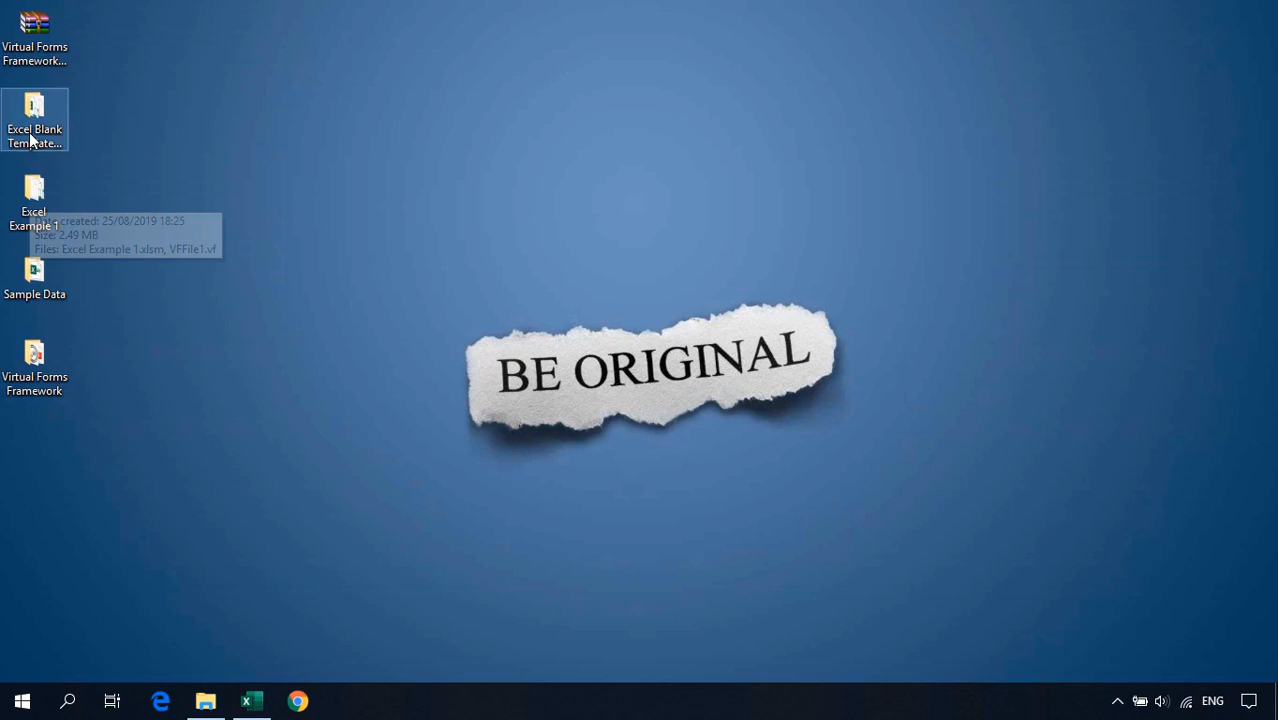 Virtual Forms
Framework...
Excel Blank
Template...
Excel
Example 1
Date created: 25/08/2019 18:25
Size: 2.49 MB
Files: Excel Example 1.xlsm, VFFile1.vf
Sample Data
Virtual Forms
Framework
BE ORIGINAL
ENG